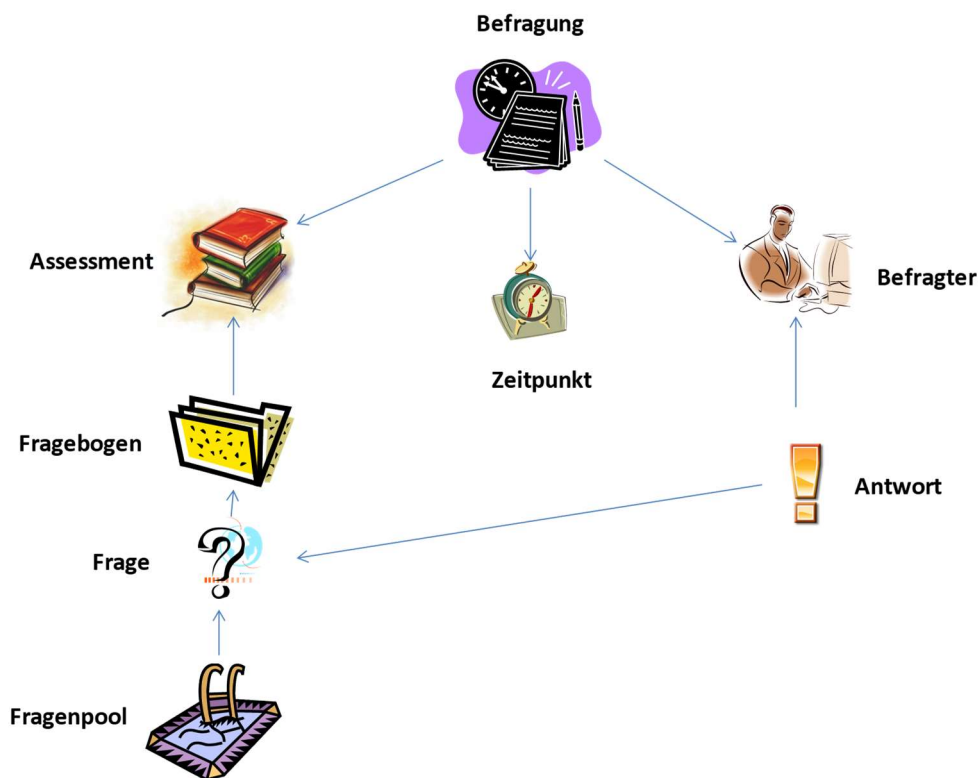 Befragung
Assessment
Befragter
Zeitpunkt
Fragebogen
Antwort
Frage
Fragenpool